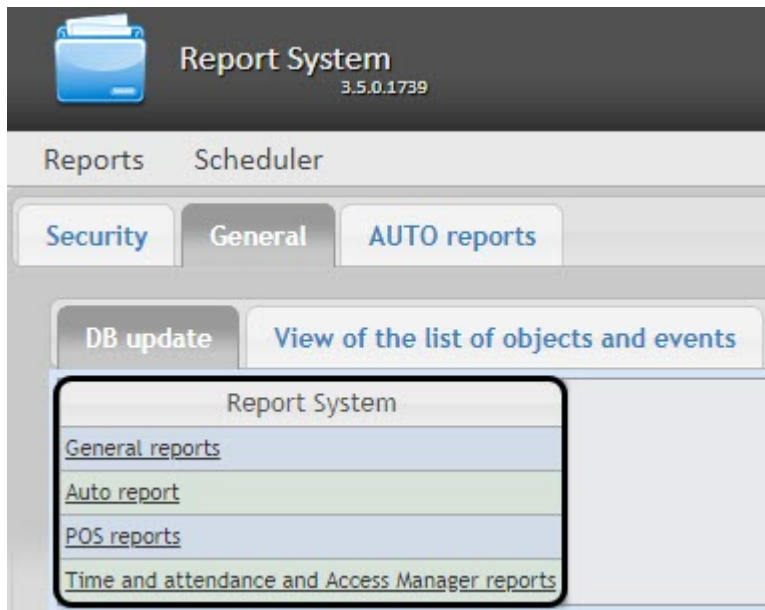 Report System
3.5.0.1739
Reports Scheduler
Security General AUTO reports
DB update View of the list of objects and events
Report System
General reports
Auto report
POS reports
Time and attendance and Access Manager reports